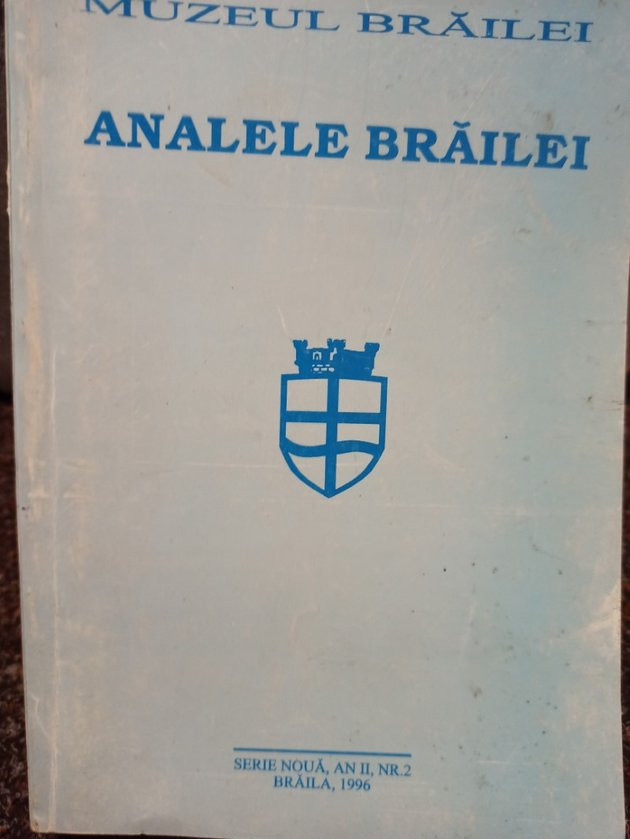 MUZEUL BRĂILEI
ANALELE BRĂILEI
SERIE NOUĂ, AN II, NR.2
BRĂILA, 1996